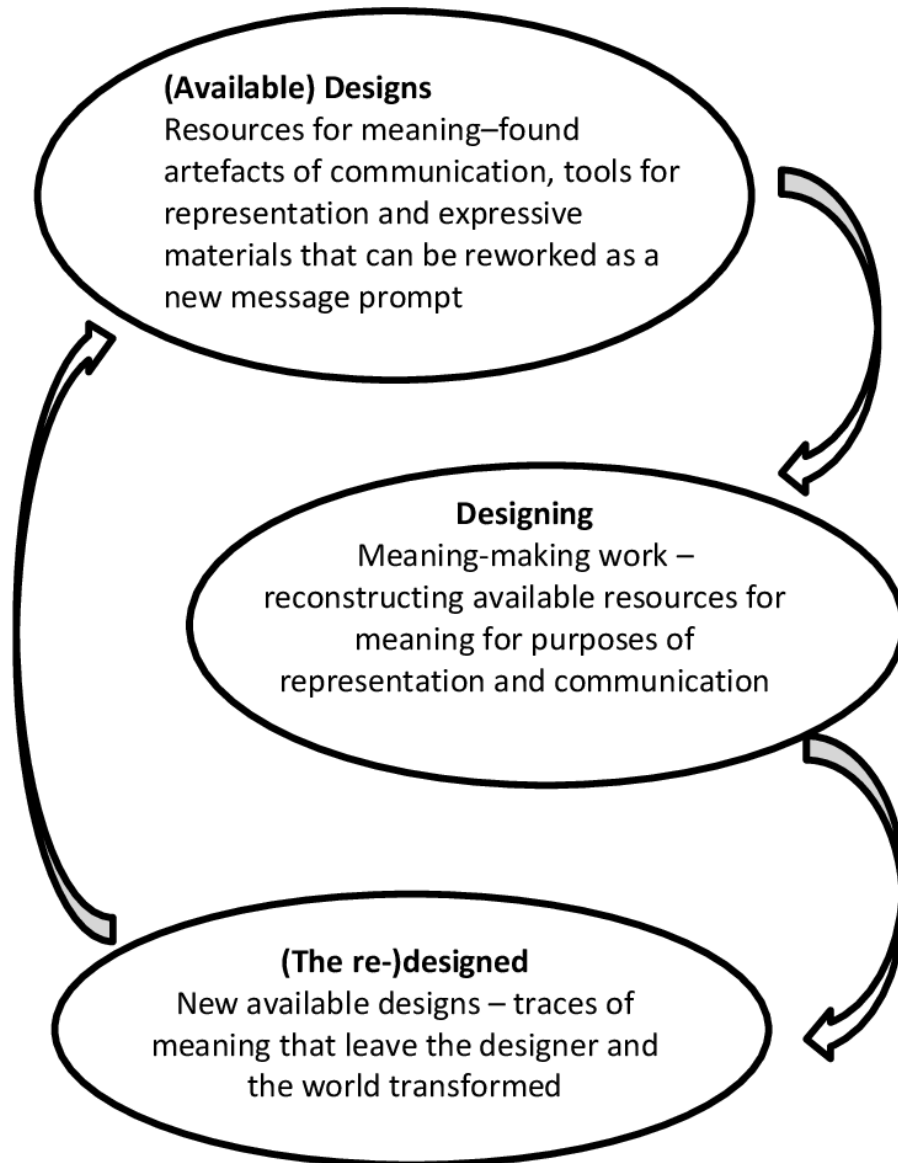 (Available) Designs
Resources for meaning–found
artefacts of communication, tools for
representation and expressive
materials that can be reworked as a
new message prompt
Designing
Meaning-making work –
reconstructing available resources for
meaning for purposes of
representation and communication
(The re-)designed
New available designs – traces of
meaning that leave the designer and
the world transformed